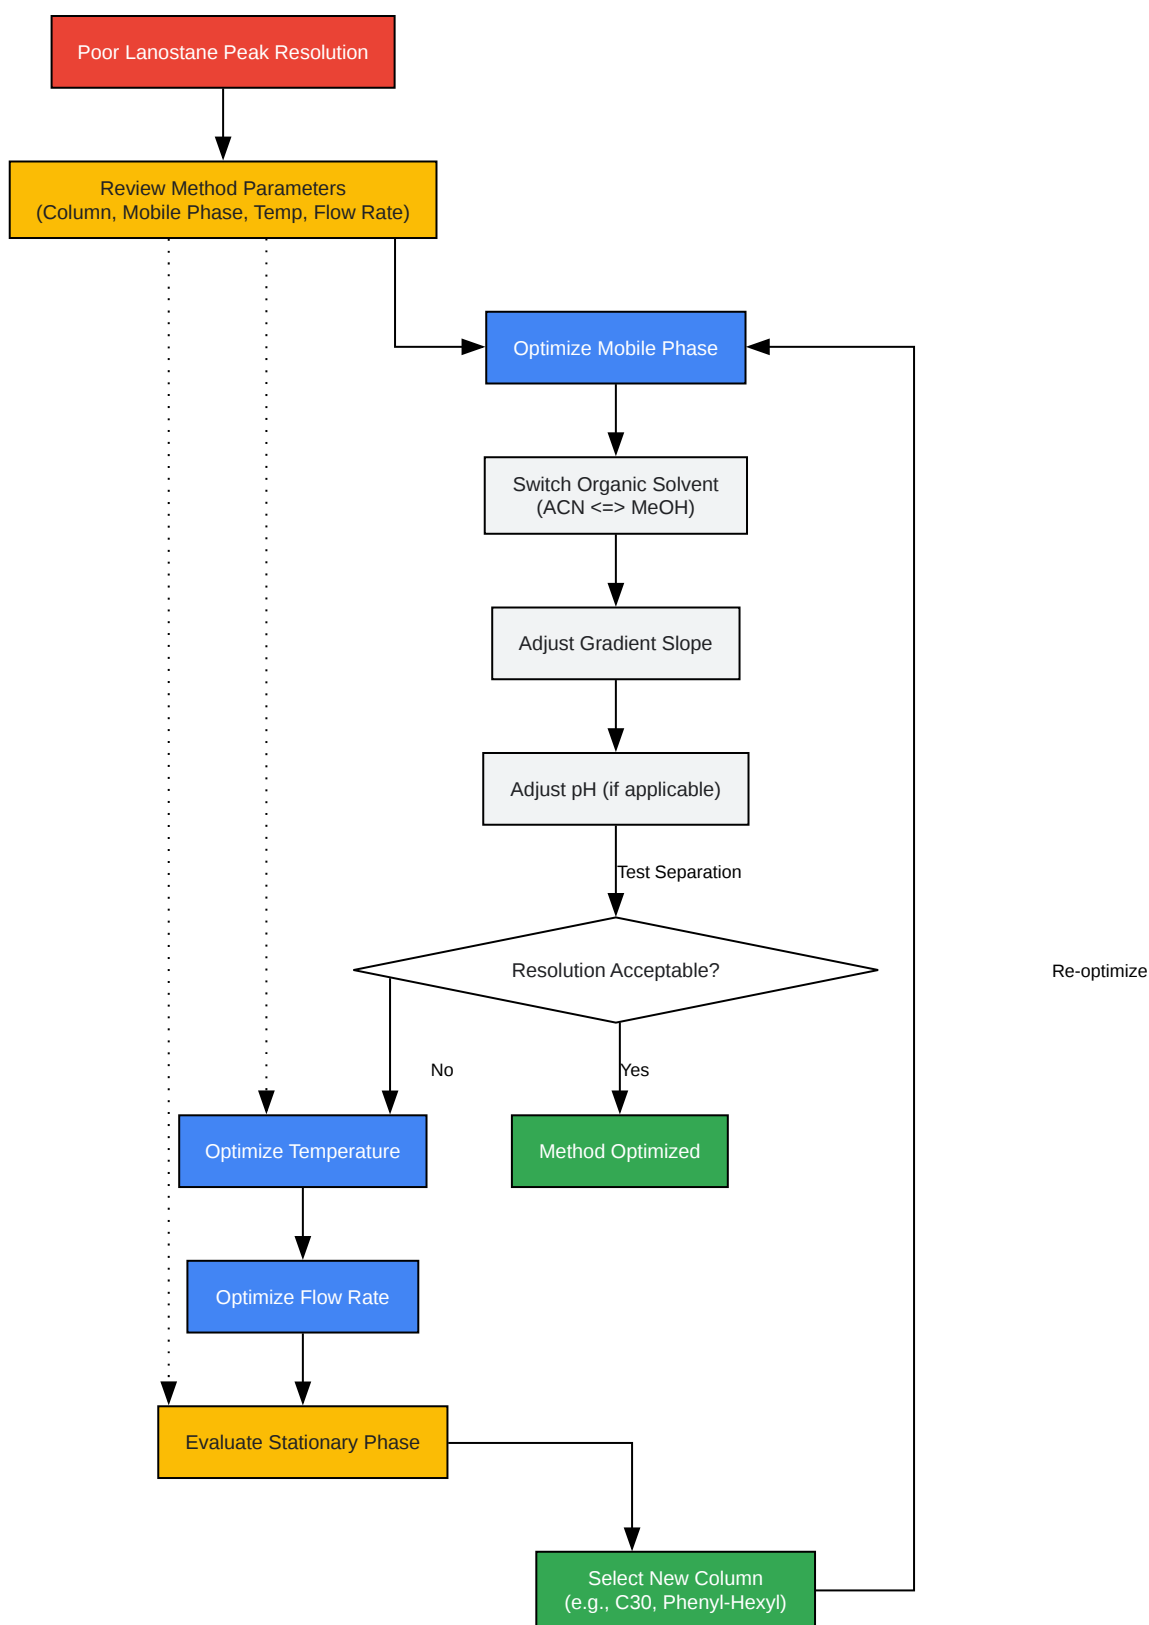 Poor Lanostane Peak Resolution
Review Method Parameters
(Column, Mobile Phase, Temp, Flow Rate)
Optimize Mobile Phase
Switch Organic Solvent
(ACN <=> MeOH)
Adjust Gradient Slope
Adjust pH (if applicable)
Test Separation
Resolution Acceptable?
Re-optimize
No
Yes
Optimize Temperature
Method Optimized
Optimize Flow Rate
Evaluate Stationary Phase
Select New Column
(e.g., C30, Phenyl-Hexyl)